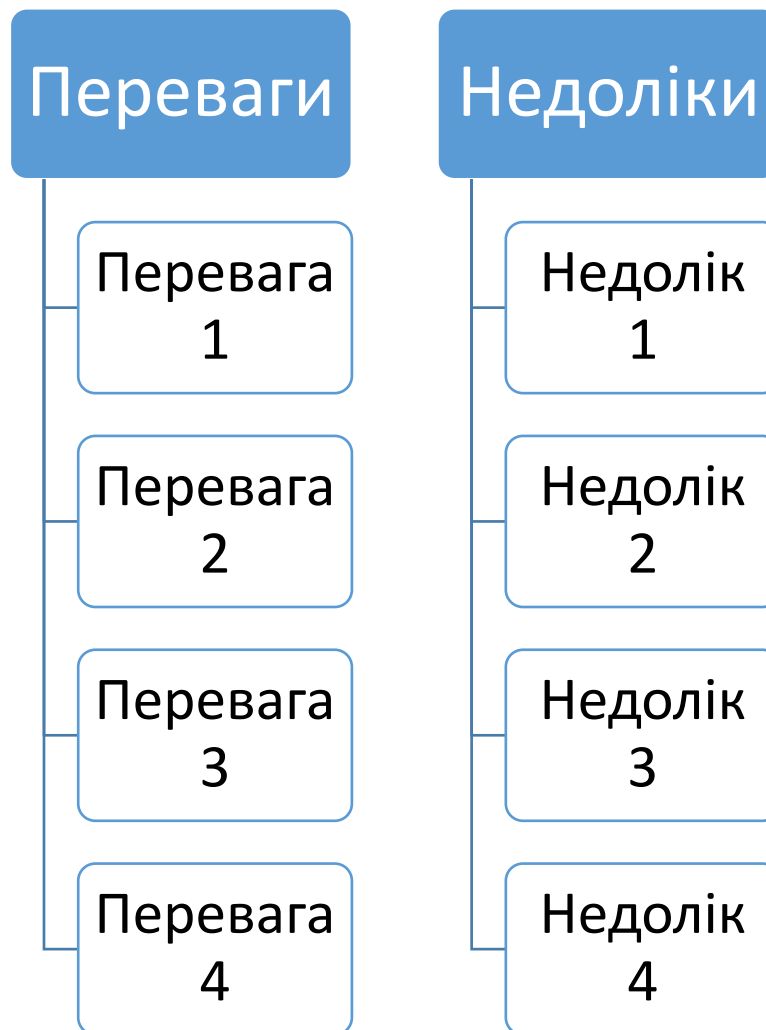 Переваги
Перевага
1
Перевага
2
Перевага
3
Перевага
4
Недоліки
Недолік
1
Недолік
2
Недолік
3
Недолік
4